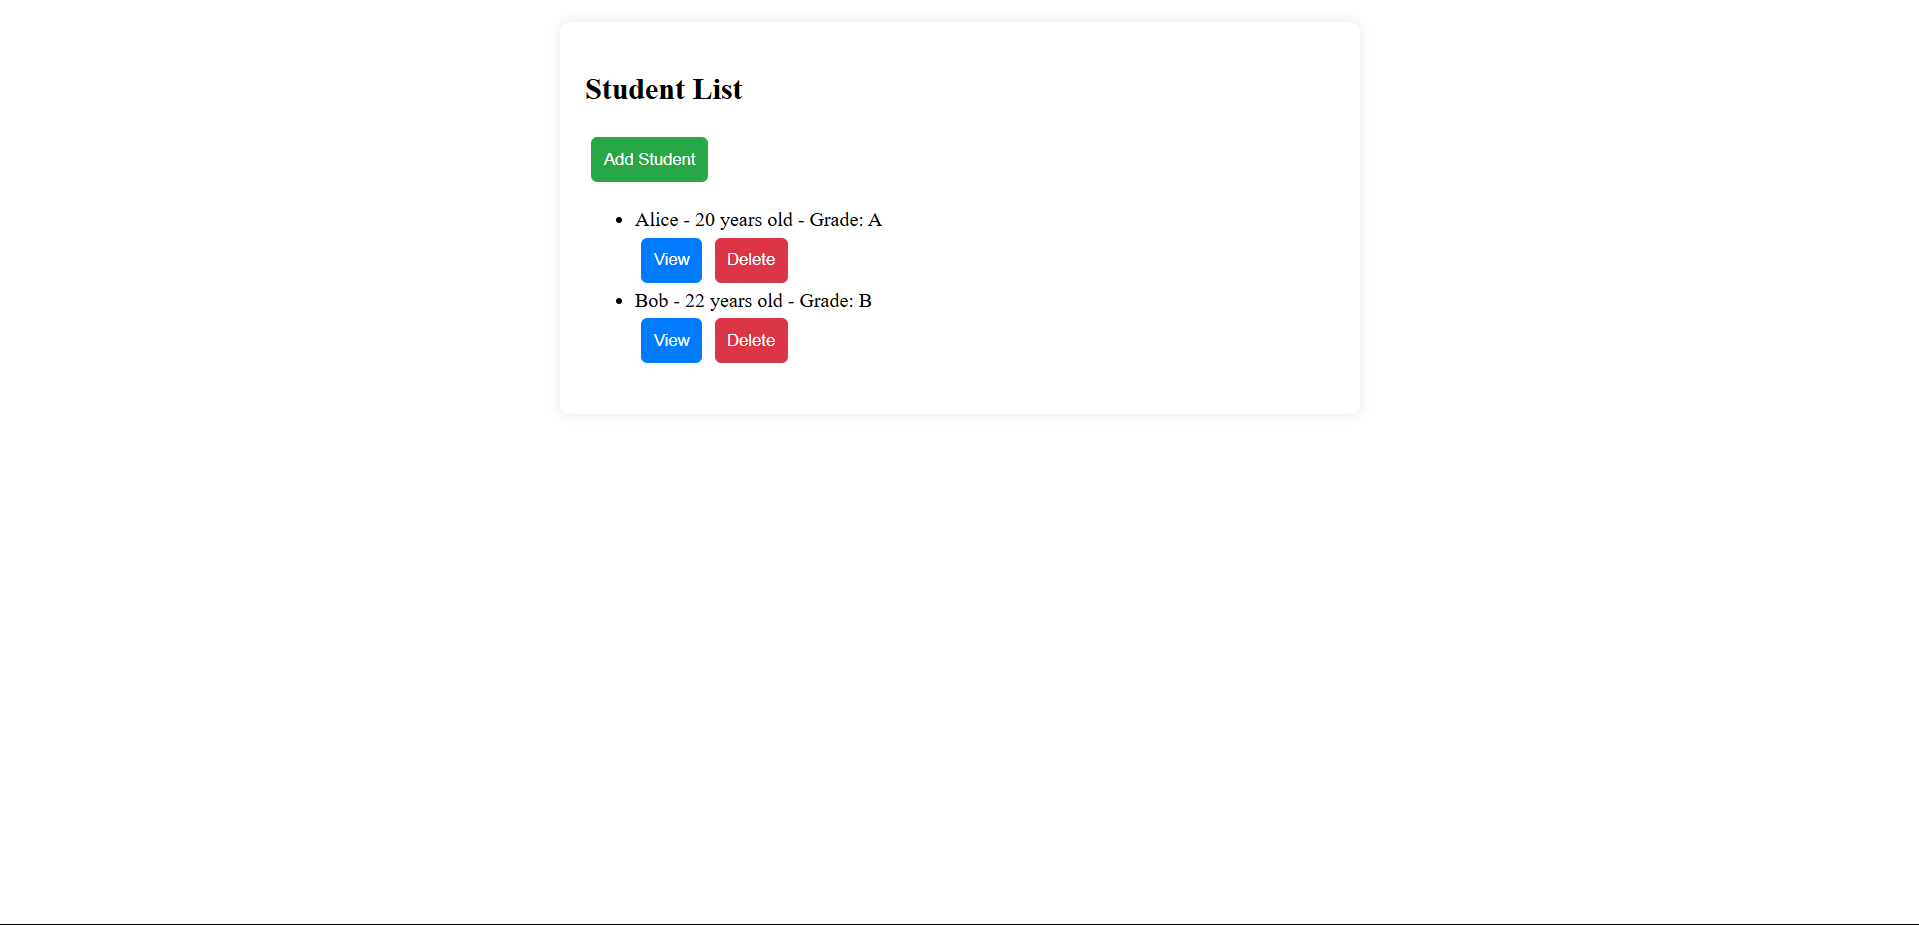 Student List
Add Student
Alice - 20 years old - Grade: A
View Delete
Bob - 22 years old - Grade: B
View Delete